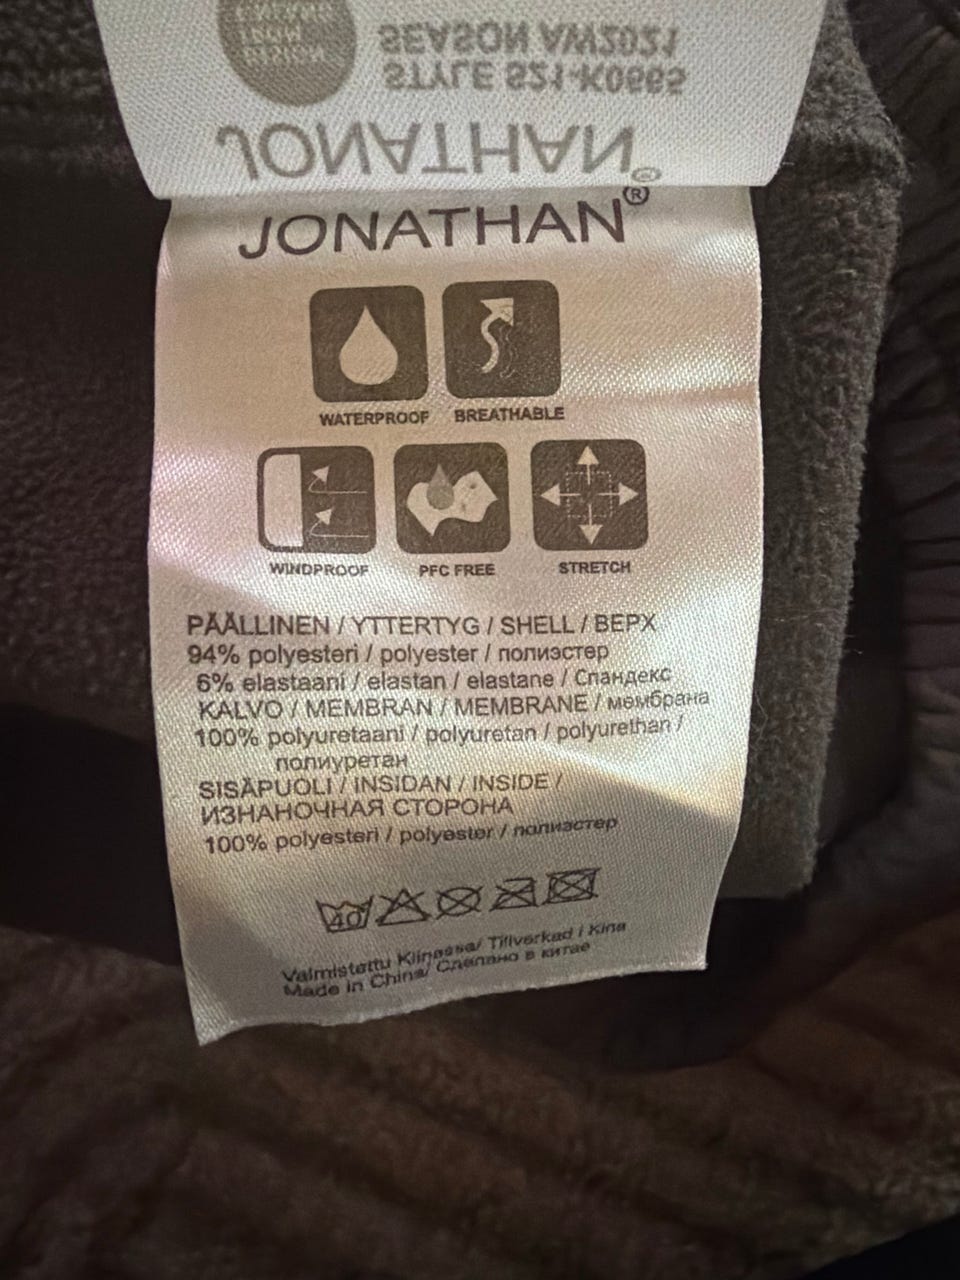 SEASON AW2021
STYLE S21-K0665
JONATHAN
JONATHAN®
WATERPROOF
BREATHABLE
WINDPROOF
PFC FREE
STRETCH
PÄÄLLINEN / YTTERTYG / SHELL / ВЕРХ
94% polyesteri / polyester / полиэстер
6% elastaani / elastan / elastane / Спандекс
KALVO / MEMBRAN / MEMBRANE / мембрана
100% polyuretaani / polyuretan / polyurethan /
полиуретан
SISÄPUOLI / INSIDAN / INSIDE /
ИЗНАНОЧНАЯ СТОРОНА
100% polyesteri / polyester / полиэстер
40
Valmistettu Kiinassa/ Tillverkad i Kina
Made in China/ Сделано в китае